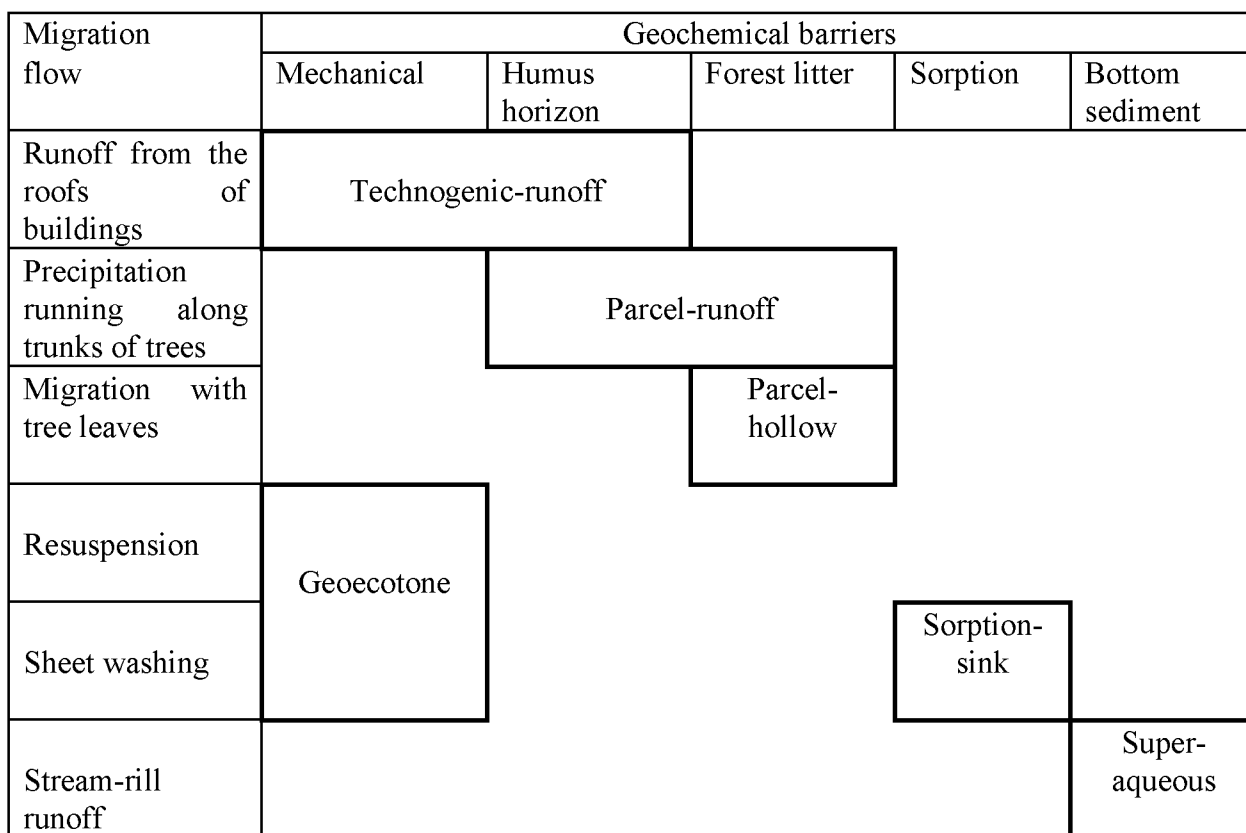 Migration
flow
Geochemical barriers
Mechanical
Humus
horizon
Forest litter
Sorption
Bottom
sediment
Runoff from the
roofs of
buildings
Technogenic-runoff
Precipitation
running along
trunks of trees
Parcel-runoff
Migration with
tree leaves
Parcel-
hollow
Resuspension
Geoecotone
Sheet washing
Sorption-
sink
Stream-rill
runoff
Super-
aqueous